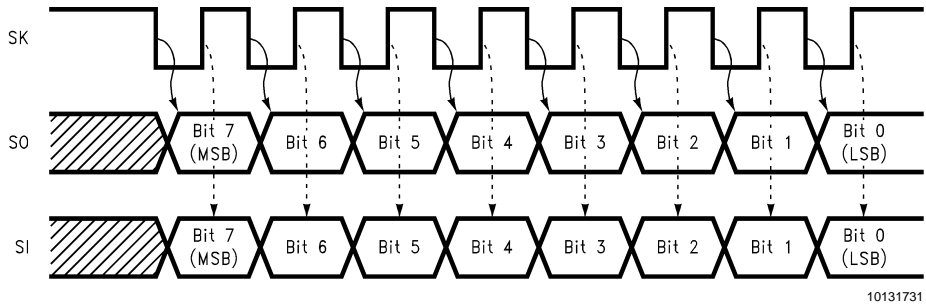 SK
SO
Bit 7
(MSB)
Bit 6
Bit 5
Bit 4
Bit 3
Bit 2
Bit 1
Bit 0
(LSB)
SI
Bit 7
(MSB)
Bit 6
Bit 5
Bit 4
Bit 3
Bit 2
Bit 1
Bit 0
(LSB)
10131731